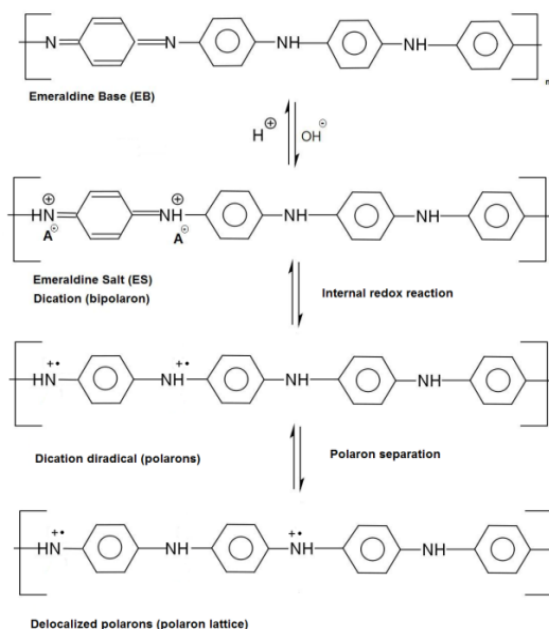 N N NH NH
n
Emeraldine Base (EB)
H⊕ OH⊖
⊕ ⊕
HN NH NH NH
A⊖ A⊖
Emeraldine Salt (ES)
Dication (bipolaron)
Internal redox reaction
+• +•
HN NH NH NH
Dication diradical (polarons)
Polaron separation
+• +•
HN NH NH NH
Delocalized polarons (polaron lattice)